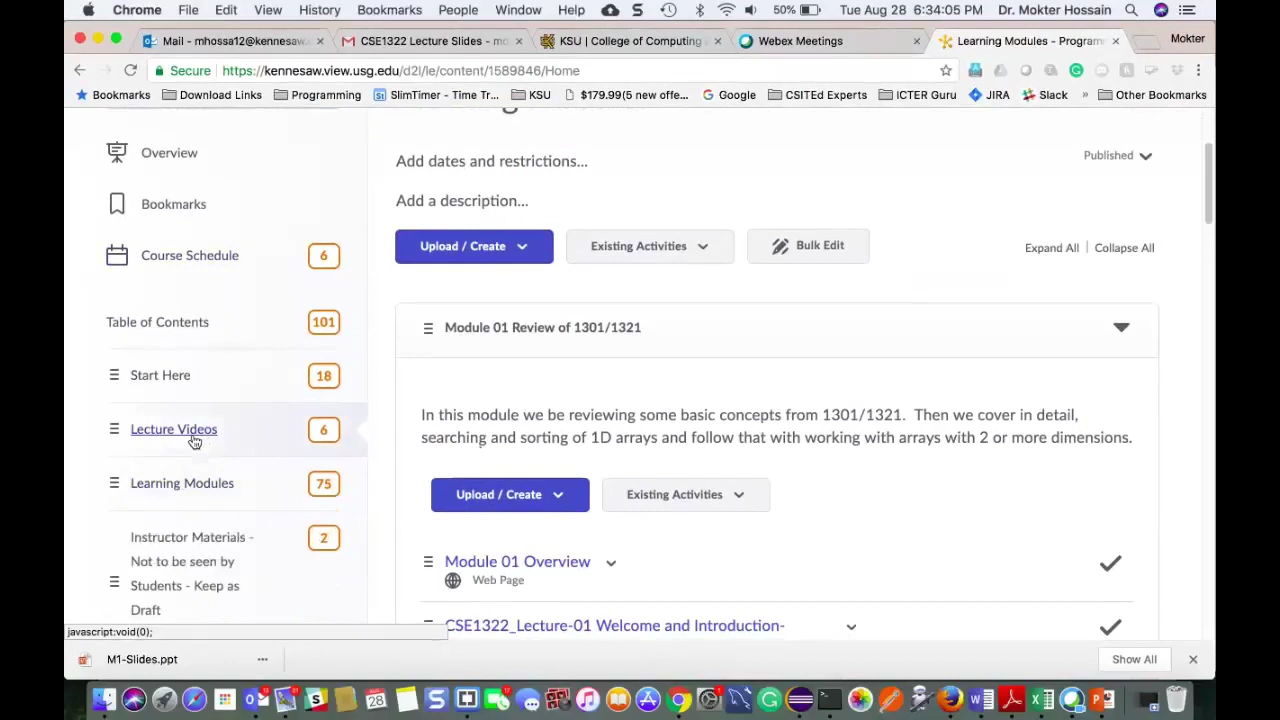 Chrome File Edit View History Bookmarks People Window Help 50% Tue Aug 28 6:34:05 PM Dr. Mokter Hossain
Mail - mhossa12@kennesaw. CSE1322 Lecture Slides - mo KSU | College of Computing a Webex Meetings Learning Modules - Programm Mokter
Secure https://kennesaw.view.usg.edu/d2l/le/content/1589846/Home
Bookmarks Download Links Programming SlimTimer - Time Tr... KSU $179.99(5 new offe... Google CSITEd Experts ICTER Guru JIRA Slack » Other Bookmarks
Overview
Add dates and restrictions... Published
Bookmarks
Add a description...
Course Schedule 6
Upload / Create Existing Activities Bulk Edit Expand All | Collapse All
Table of Contents 101
Module 01 Review of 1301/1321
Start Here 18
Lecture Videos 6
In this module we be reviewing some basic concepts from 1301/1321. Then we cover in detail,
searching and sorting of 1D arrays and follow that with working with arrays with 2 or more dimensions.
Learning Modules 75
Upload / Create Existing Activities
Instructor Materials - 2
Not to be seen by
Students - Keep as
Draft
Module 01 Overview
Web Page
CSE1322_Lecture-01 Welcome and Introduction-
javascript:void(0);
M1-Slides.ppt Show All